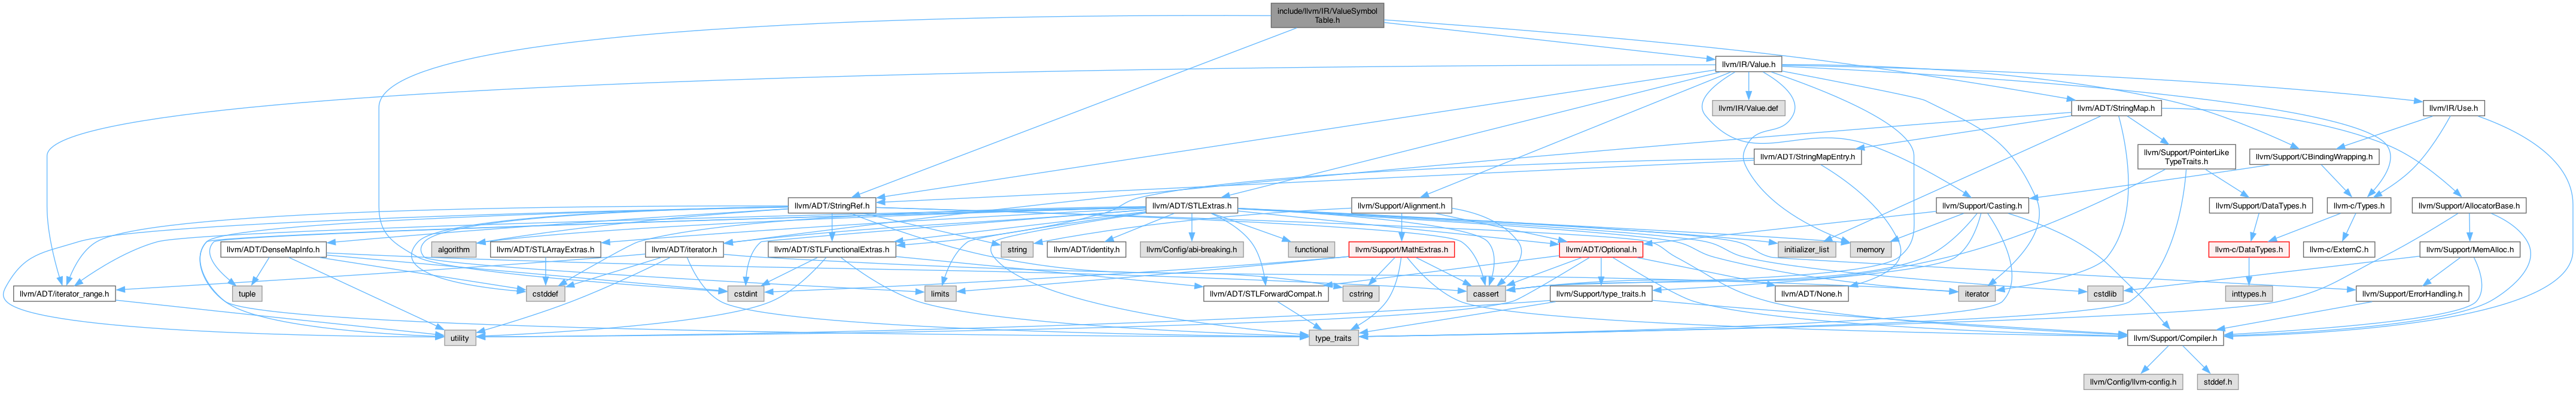 include/llvm/IR/ValueSymbol
Table.h
llvm/IR/Value.h
llvm/IR/Value.def
llvm/ADT/StringMap.h
llvm/IR/Use.h
llvm/ADT/StringMapEntry.h
llvm/Support/PointerLike
TypeTraits.h
llvm/Support/CBindingWrapping.h
llvm/ADT/StringRef.h
llvm/ADT/STLExtras.h
llvm/Support/Alignment.h
llvm/Support/Casting.h
llvm/Support/DataTypes.h
llvm-c/Types.h
llvm/Support/AllocatorBase.h
llvm/ADT/DenseMapInfo.h
algorithm
llvm/ADT/STLArrayExtras.h
llvm/ADT/iterator.h
llvm/ADT/STLFunctionalExtras.h
string
llvm/ADT/identity.h
llvm/Config/abi-breaking.h
functional
llvm/Support/MathExtras.h
llvm/ADT/Optional.h
initializer_list
memory
llvm-c/DataTypes.h
llvm-c/ExternC.h
llvm/Support/MemAlloc.h
llvm/ADT/iterator_range.h
tuple
cstddef
cstdint
limits
llvm/ADT/STLForwardCompat.h
cstring
cassert
llvm/Support/type_traits.h
llvm/ADT/None.h
iterator
cstdlib
inttypes.h
llvm/Support/ErrorHandling.h
utility
type_traits
llvm/Support/Compiler.h
llvm/Config/llvm-config.h
stddef.h